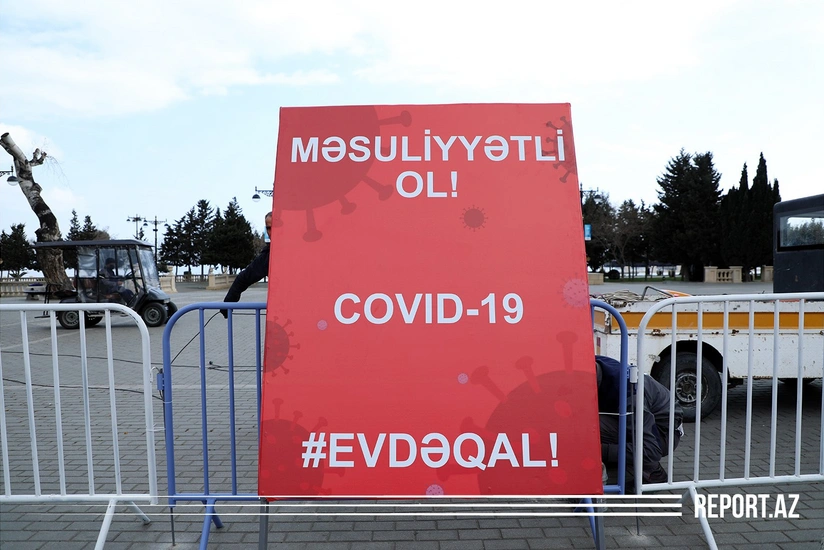 MƏSULİYYƏTLİ
OL!
COVID-19
#EVDƏQAL!
REPORT.AZ